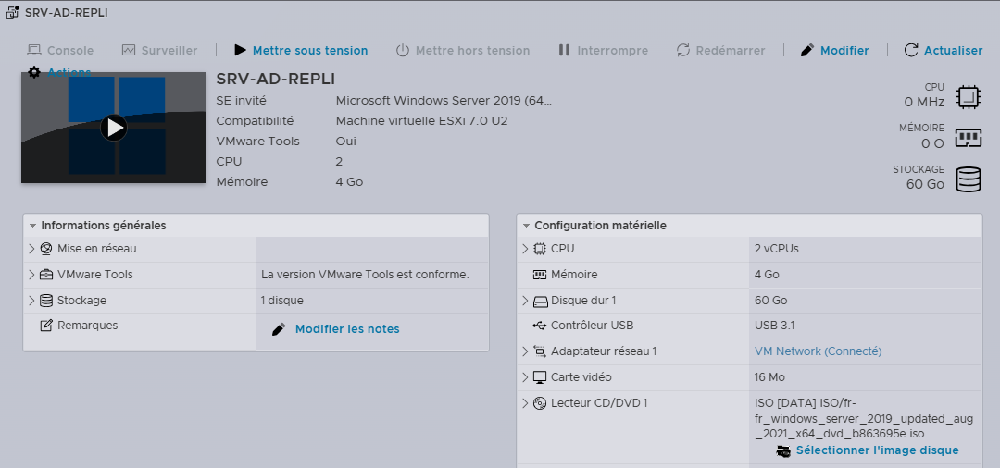 SRV-AD-REPLI
Console Surveiller Mettre sous tension Mettre hors tension Interrompre Redémarrer Modifier Actualiser
Actions
SRV-AD-REPLI
SE invité Microsoft Windows Server 2019 (64...
Compatibilité Machine virtuelle ESXi 7.0 U2
VMware Tools Oui
CPU 2
Mémoire 4 Go
CPU
0 MHz
MÉMOIRE
0 O
STOCKAGE
60 Go
Informations générales
Mise en réseau
VMware Tools La version VMware Tools est conforme.
Stockage 1 disque
Remarques Modifier les notes
Configuration matérielle
CPU 2 vCPUs
Mémoire 4 Go
Disque dur 1 60 Go
Contrôleur USB USB 3.1
Adaptateur réseau 1 VM Network (Connecté)
Carte vidéo 16 Mo
Lecteur CD/DVD 1 ISO [DATA] ISO/fr-
fr_windows_server_2019_updated_aug
_2021_x64_dvd_b863695e.iso
Sélectionner l'image disque